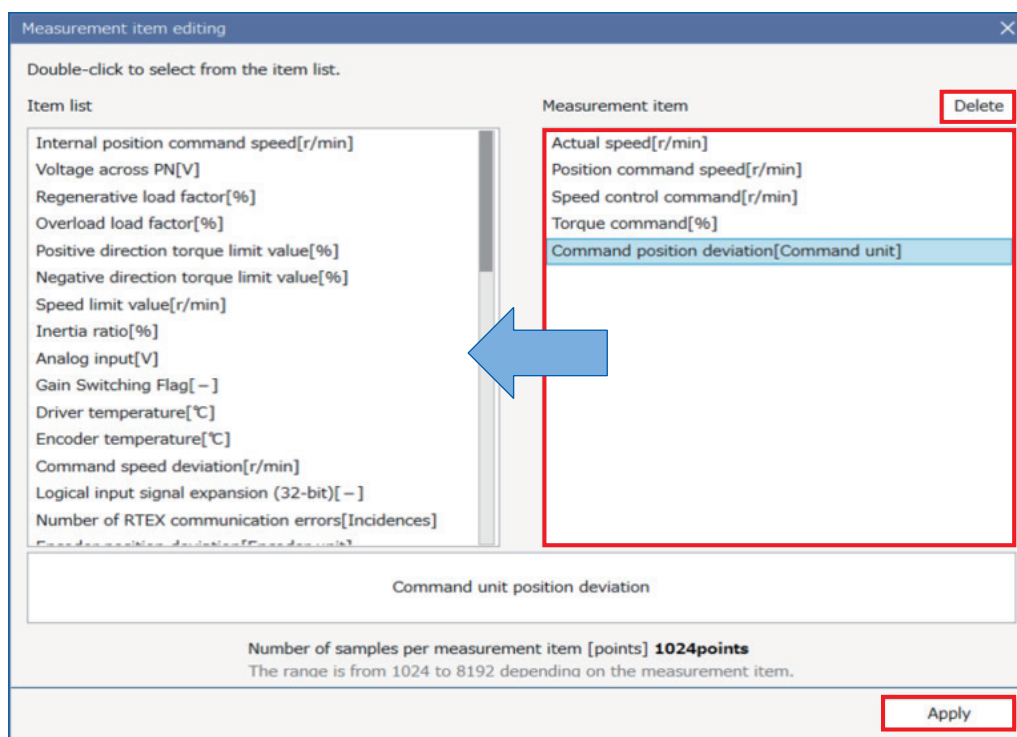 Measurement item editing
Double-click to select from the item list.
Item list
Internal position command speed[r/min]
Voltage across PN[V]
Regenerative load factor[%]
Overload load factor[%]
Positive direction torque limit value[%]
Negative direction torque limit value[%]
Speed limit value[r/min]
Inertia ratio[%]
Analog input[V]
Gain Switching Flag[－]
Driver temperature[℃]
Encoder temperature[℃]
Command speed deviation[r/min]
Logical input signal expansion (32-bit)[－]
Number of RTEX communication errors[Incidences]
Encoder position deviation[Encoder unit]
Measurement item
Delete
Actual speed[r/min]
Position command speed[r/min]
Speed control command[r/min]
Torque command[%]
Command position deviation[Command unit]
Command unit position deviation
Number of samples per measurement item [points] 1024points
The range is from 1024 to 8192 depending on the measurement item.
Apply